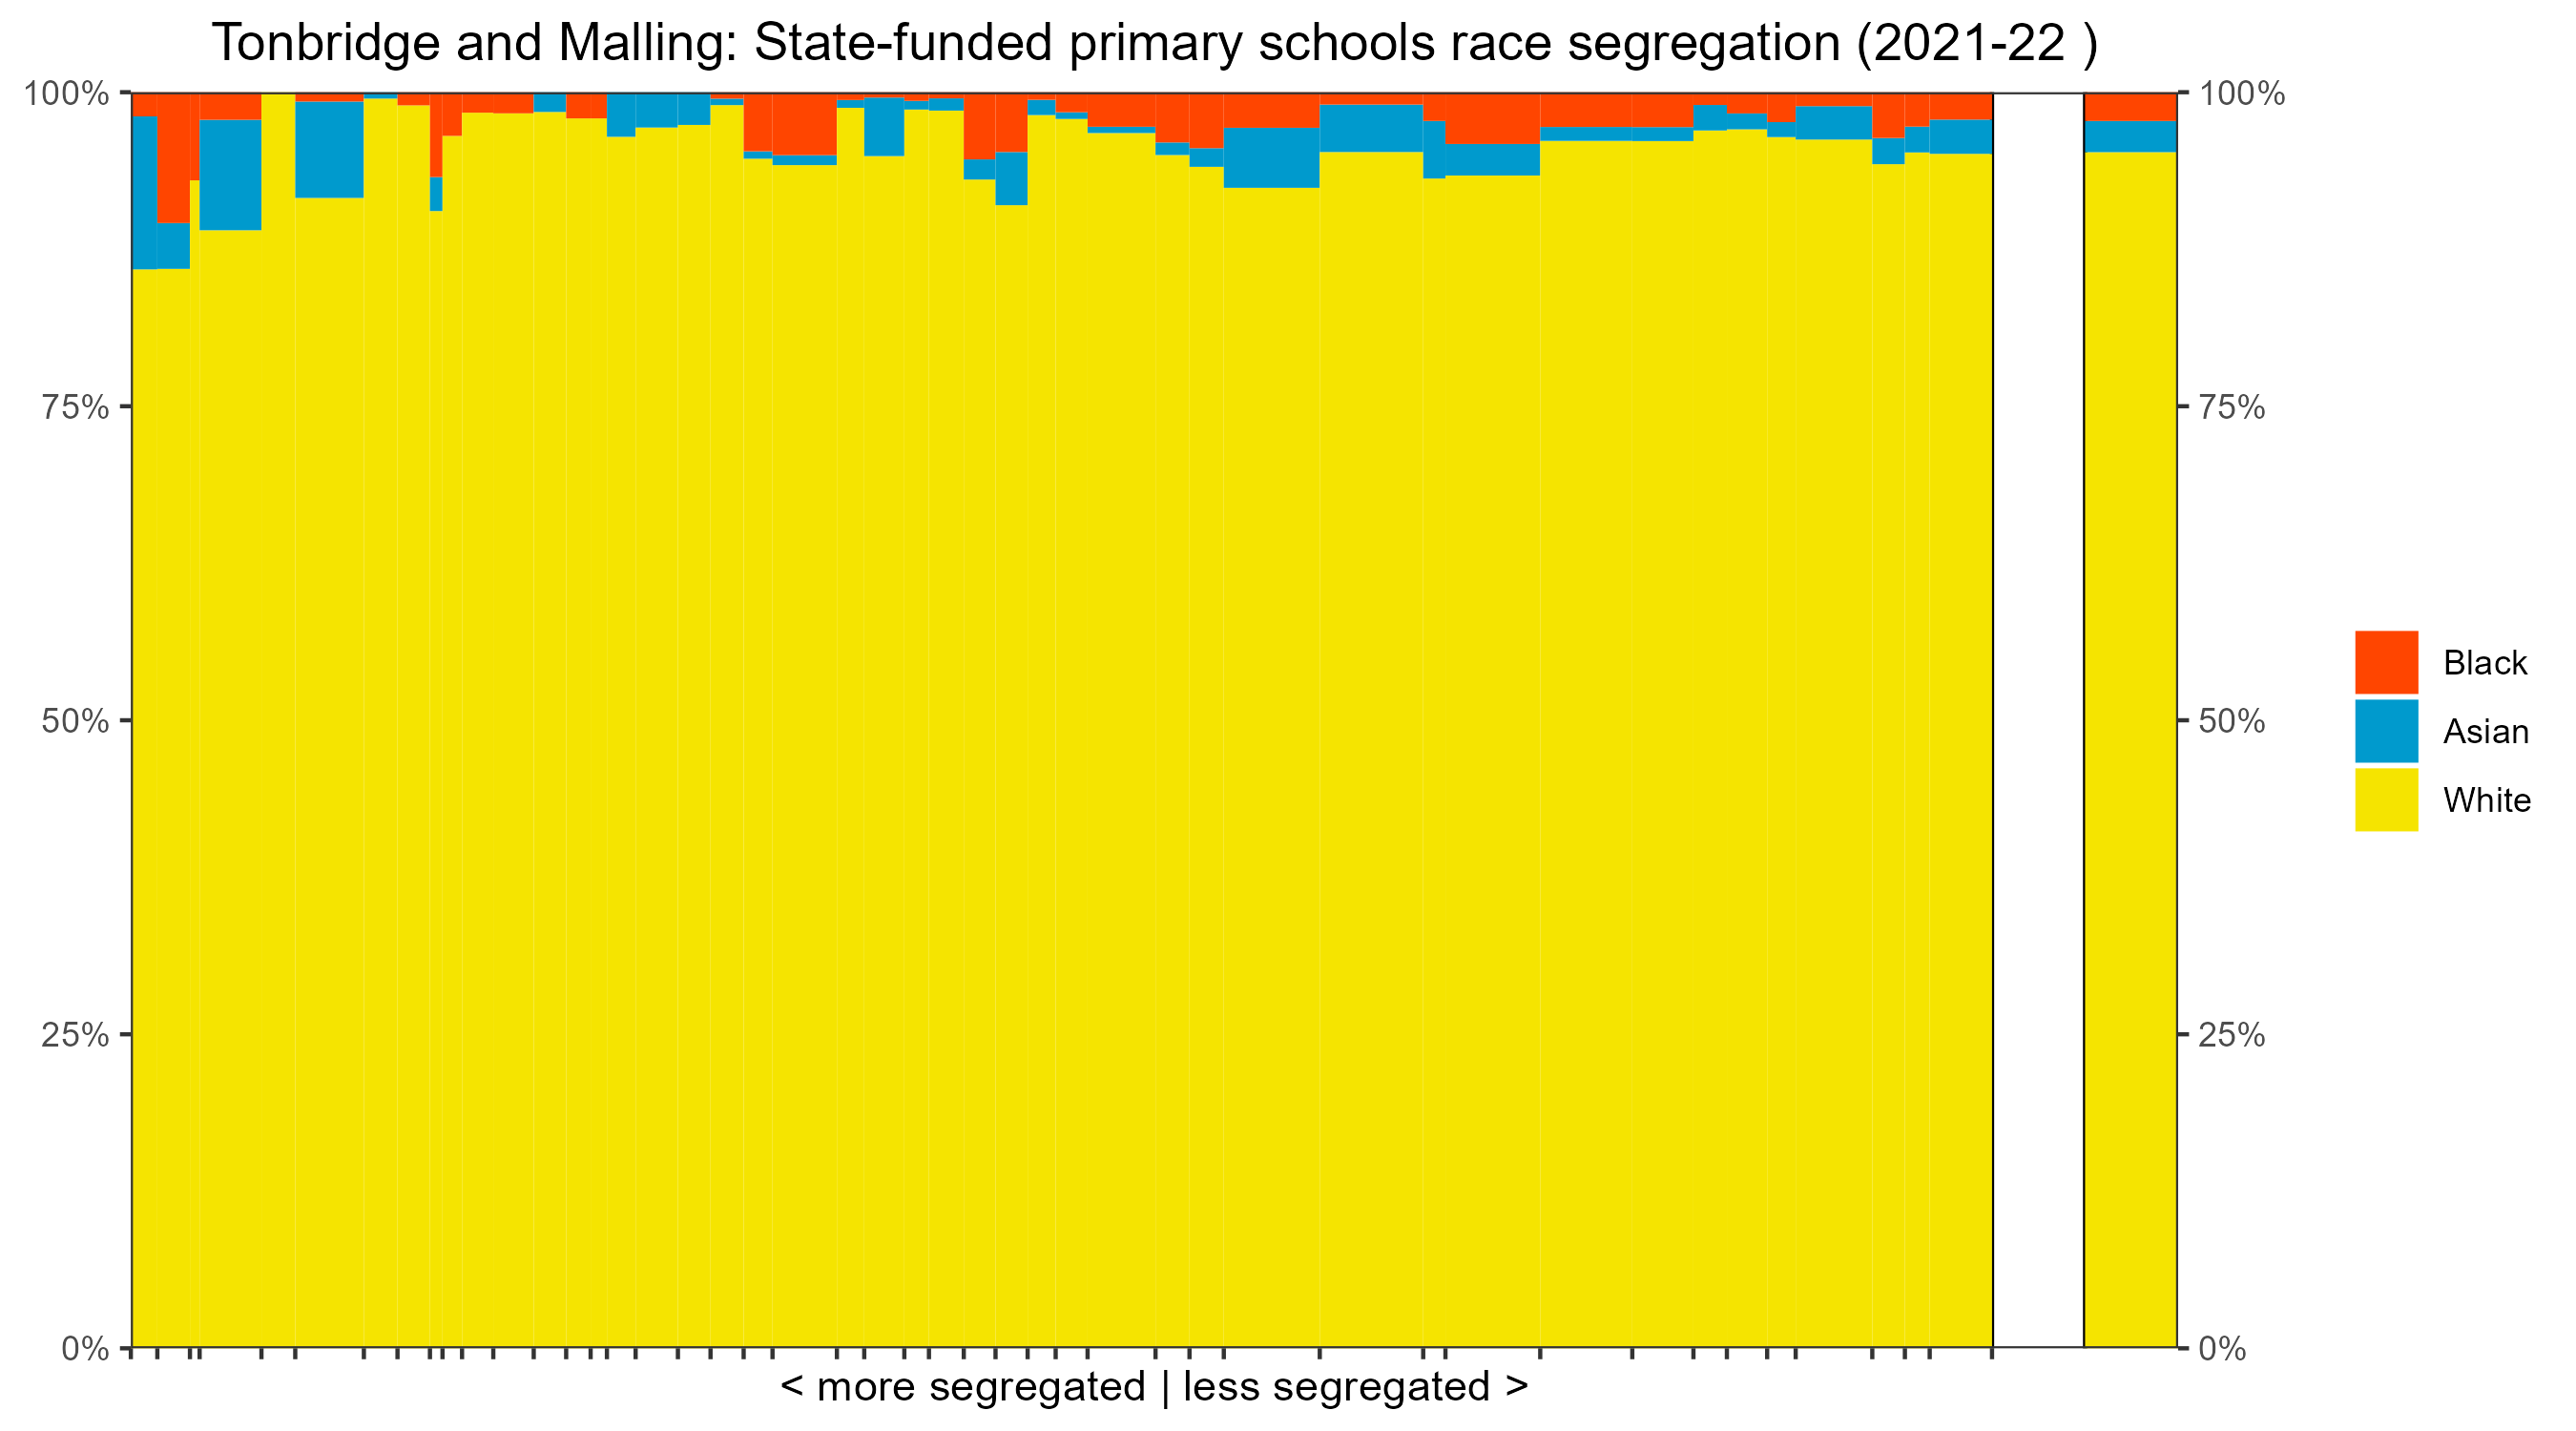 Tonbridge and Malling: State-funded primary schools race segregation (2021-22 )
100%
75%
50%
25%
0%
100%
75%
50%
25%
0%
Black
Asian
White
< more segregated | less segregated >